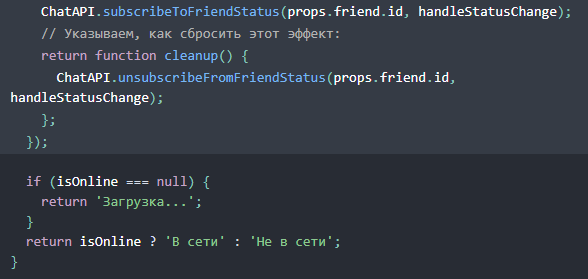 ChatAPI.subscribeToFriendStatus(props.friend.id, handleStatusChange);
// Указываем, как сбросить этот эффект:
return function cleanup() {
ChatAPI.unsubscribeFromFriendStatus(props.friend.id,
handleStatusChange);
};
});
if (isOnline === null) {
return 'Загрузка...';
}
return isOnline ? 'В сети' : 'Не в сети';
}